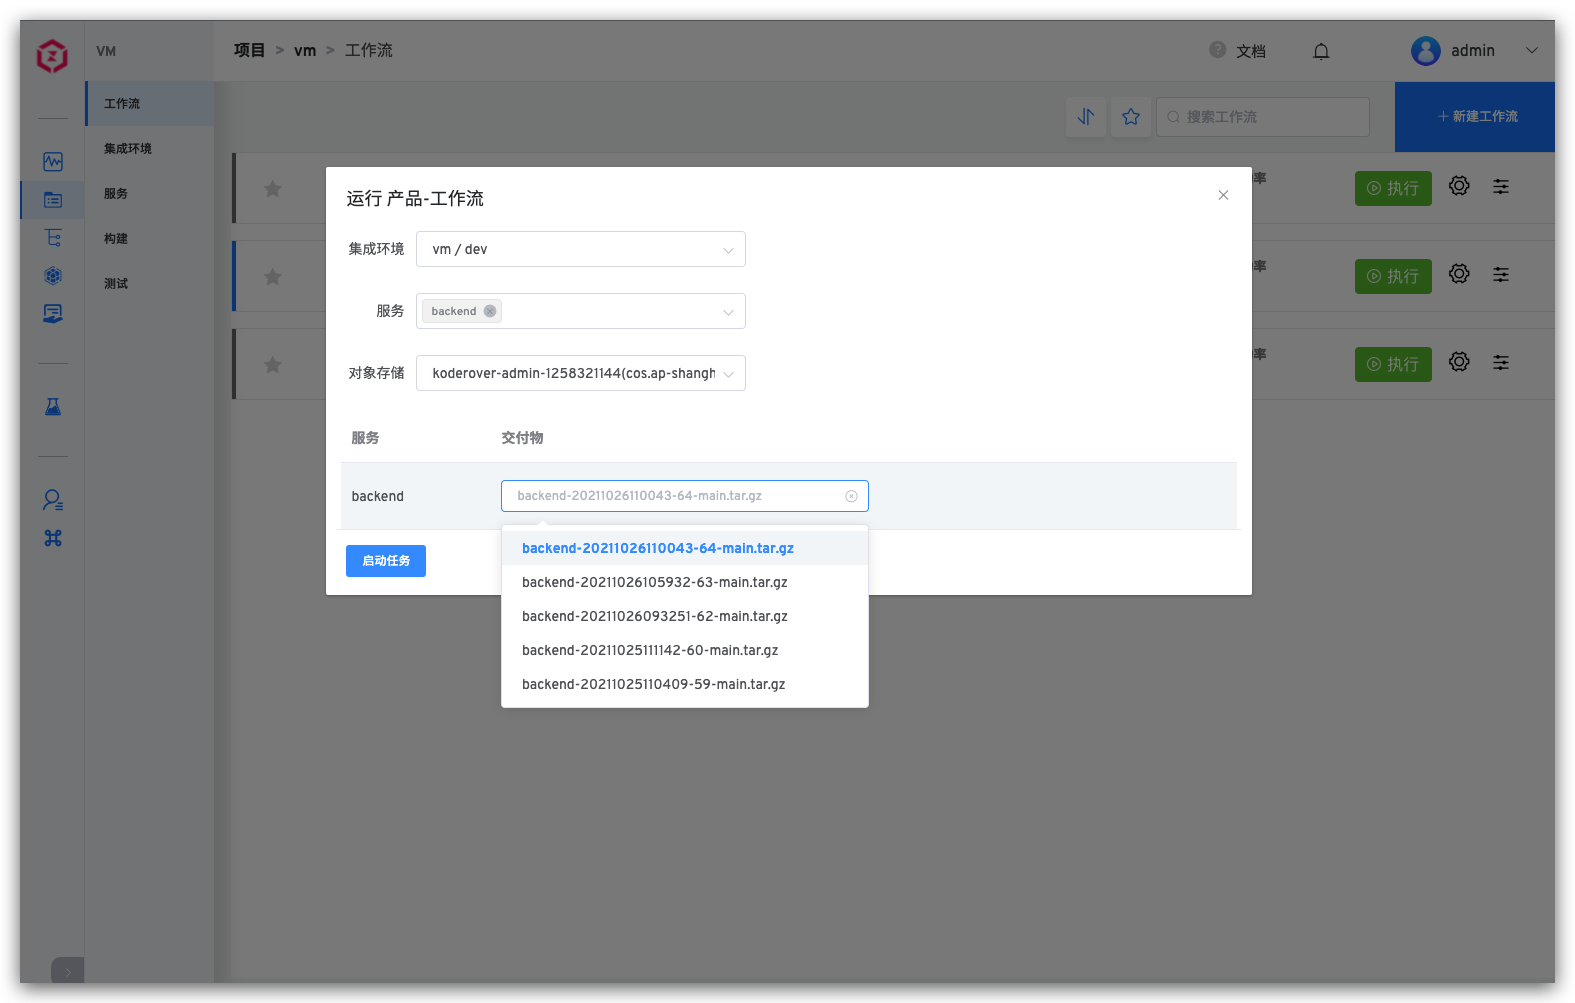 VM
项目 > vm > 工作流
文档
admin
工作流
集成环境
服务
构建
测试
搜索工作流
+ 新建工作流
率
执行
率
执行
率
执行
运行 产品-工作流
集成环境
vm / dev
服务
backend
对象存储
koderover-admin-1258321144(cos.ap-shangh
服务
交付物
backend
backend-20211026110043-64-main.tar.gz
启动任务
backend-20211026110043-64-main.tar.gz
backend-20211026105932-63-main.tar.gz
backend-20211026093251-62-main.tar.gz
backend-20211025111142-60-main.tar.gz
backend-20211025110409-59-main.tar.gz